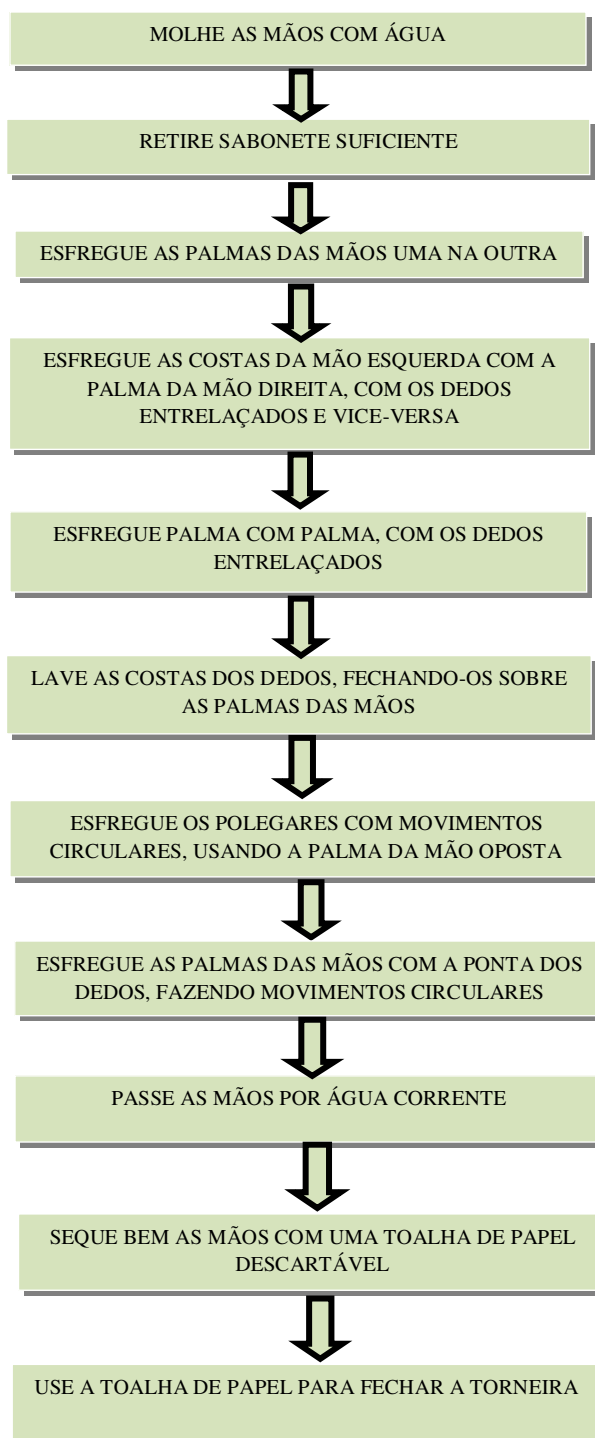 MOLHE AS MÃOS COM ÁGUA
RETIRE SABONETE SUFICIENTE
ESFREGUE AS PALMAS DAS MÃOS UMA NA OUTRA
ESFREGUE AS COSTAS DA MÃO ESQUERDA COM A
PALMA DA MÃO DIREITA, COM OS DEDOS
ENTRELAÇADOS E VICE-VERSA
ESFREGUE PALMA COM PALMA, COM OS DEDOS
ENTRELAÇADOS
LAVE AS COSTAS DOS DEDOS, FECHANDO-OS SOBRE
AS PALMAS DAS MÃOS
ESFREGUE OS POLEGARES COM MOVIMENTOS
CIRCULARES, USANDO A PALMA DA MÃO OPOSTA
ESFREGUE AS PALMAS DAS MÃOS COM A PONTA DOS
DEDOS, FAZENDO MOVIMENTOS CIRCULARES
PASSE AS MÃOS POR ÁGUA CORRENTE
SEQUE BEM AS MÃOS COM UMA TOALHA DE PAPEL
DESCARTÁVEL
USE A TOALHA DE PAPEL PARA FECHAR A TORNEIRA